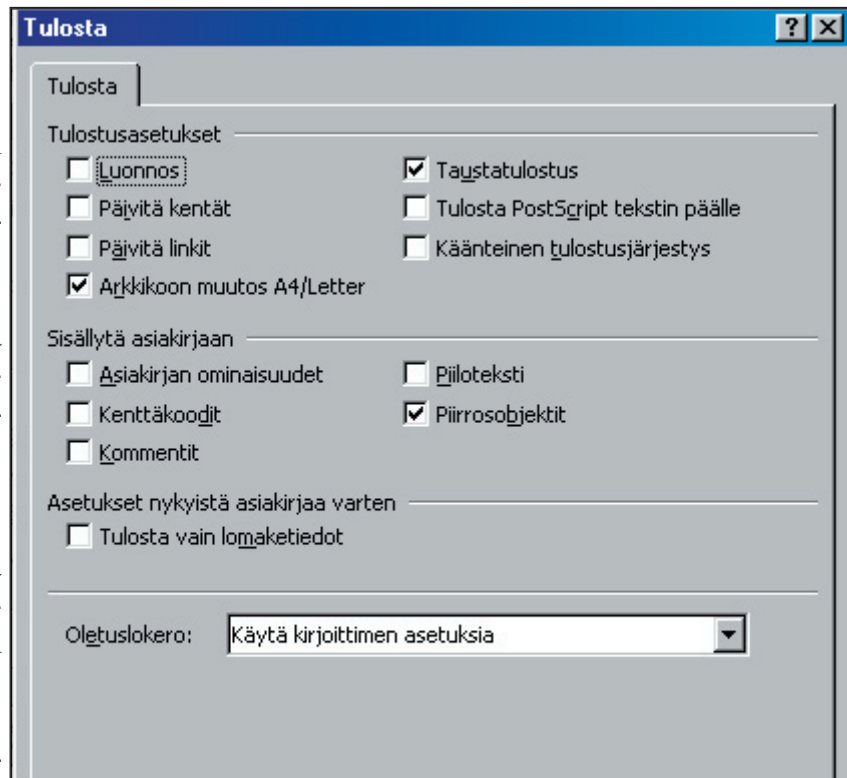 Tulosta
Tulosta
Tulostusasetukset
Luonnos
Taustatulostus
Päivitä kentät
Tulosta PostScript tekstin päälle
Päivitä linkit
Käänteinen tulostusjärjestys
Arkkikoon muutos A4/Letter
Sisällytä asiakirjaan
Asiakirjan ominaisuudet
Piiloteksti
Kenttäkoodit
Piirrosobjektit
Kommentit
Asetukset nykyistä asiakirjaa varten
Tulosta vain lomaketiedot
Oletuslokero: Käytä kirjoittimen asetuksia